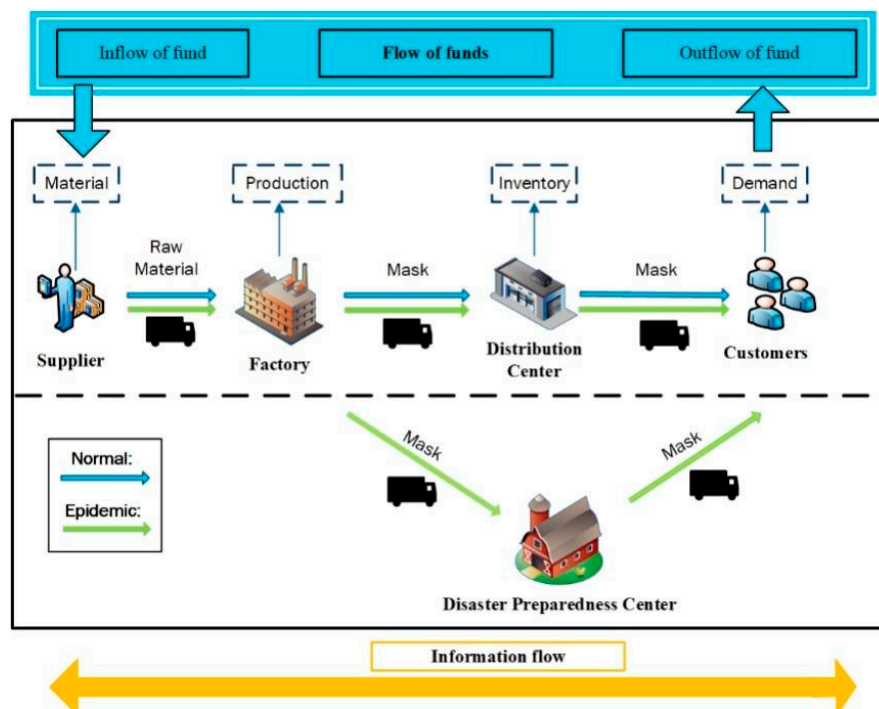 Inflow of fund
Flow of funds
Outflow of fund
Material
Production
Inventory
Demand
Raw
Material
Mask
Mask
Supplier
Factory
Distribution
Center
Customers
Normal:
Epidemic:
Mask
Mask
Disaster Preparedness Center
Information flow